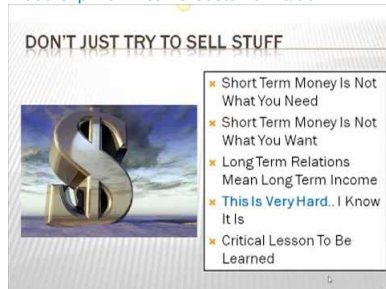 DON'T JUST TRY TO SELL STUFF
Short Term Money Is Not
What You Need
Short Term Money Is Not
What You Want
Long Term Relations
Mean Long Term Income
This Is Very Hard.. I Know
It Is
Critical Lesson To Be
Learned